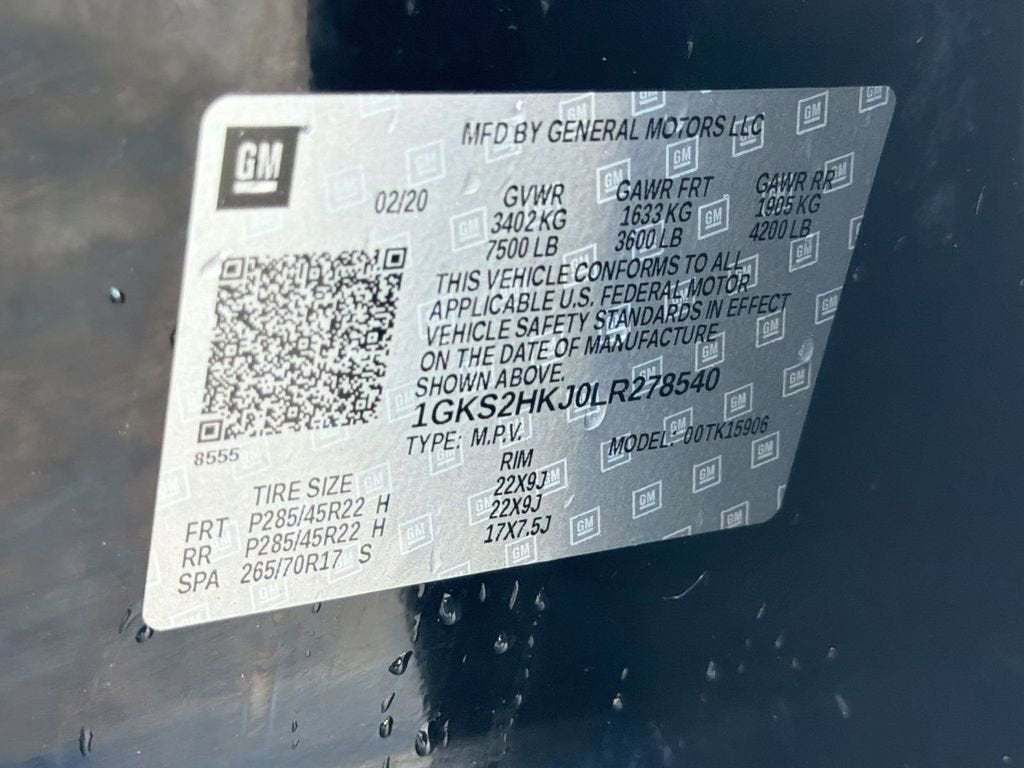 GM
MFD BY GENERAL MOTORS LLC
02/20
GVWR GAWR FRT GAWR RR
3402 KG 1633 KG 1905 KG
7500 LB 3600 LB 4200 LB
THIS VEHICLE CONFORMS TO ALL
APPLICABLE U.S. FEDERAL MOTOR
VEHICLE SAFETY STANDARDS IN EFFECT
ON THE DATE OF MANUFACTURE
SHOWN ABOVE.
1GKS2HKJ0LR278540
8555
TYPE: M.P.V. MODEL: 00TK15906
TIRE SIZE RIM
FRT P285/45R22 H 22X9J
RR P285/45R22 H 22X9J
SPA 265/70R17 S 17X7.5J